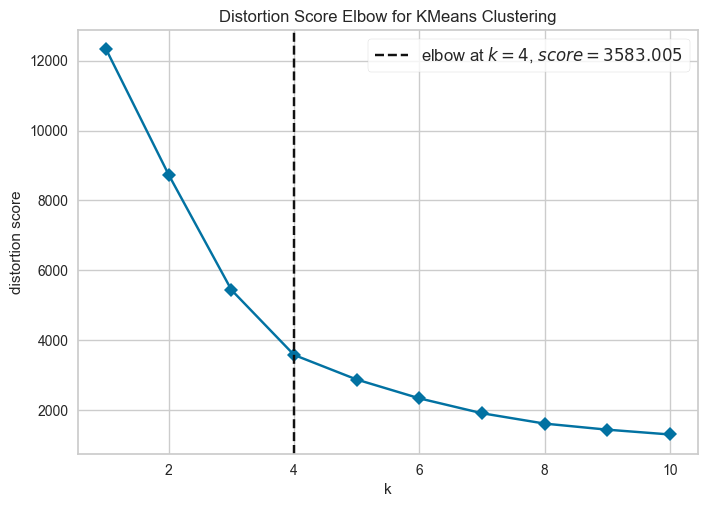 Distortion Score Elbow for KMeans Clustering
elbow at k = 4, score = 3583.005
12000
10000
8000
6000
4000
2000
distortion score
2
4
6
8
10
k